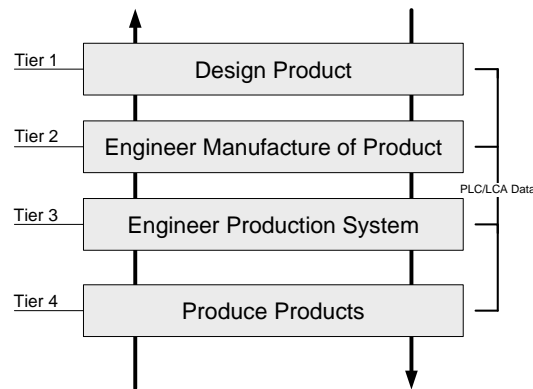 Tier 1
Design Product
Tier 2
Engineer Manufacture of Product
PLC/LCA Data
Tier 3
Engineer Production System
Tier 4
Produce Products